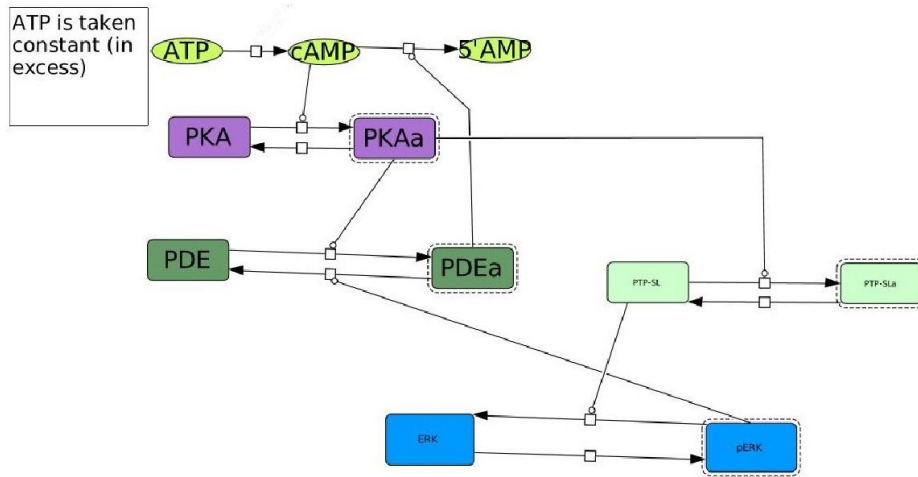 ATP is taken
constant (in
excess)
ATP
cAMP
5'AMP
PKA
PKAa
PDE
PDEa
PTP-SL
PTP-SLa
ERK
pERK